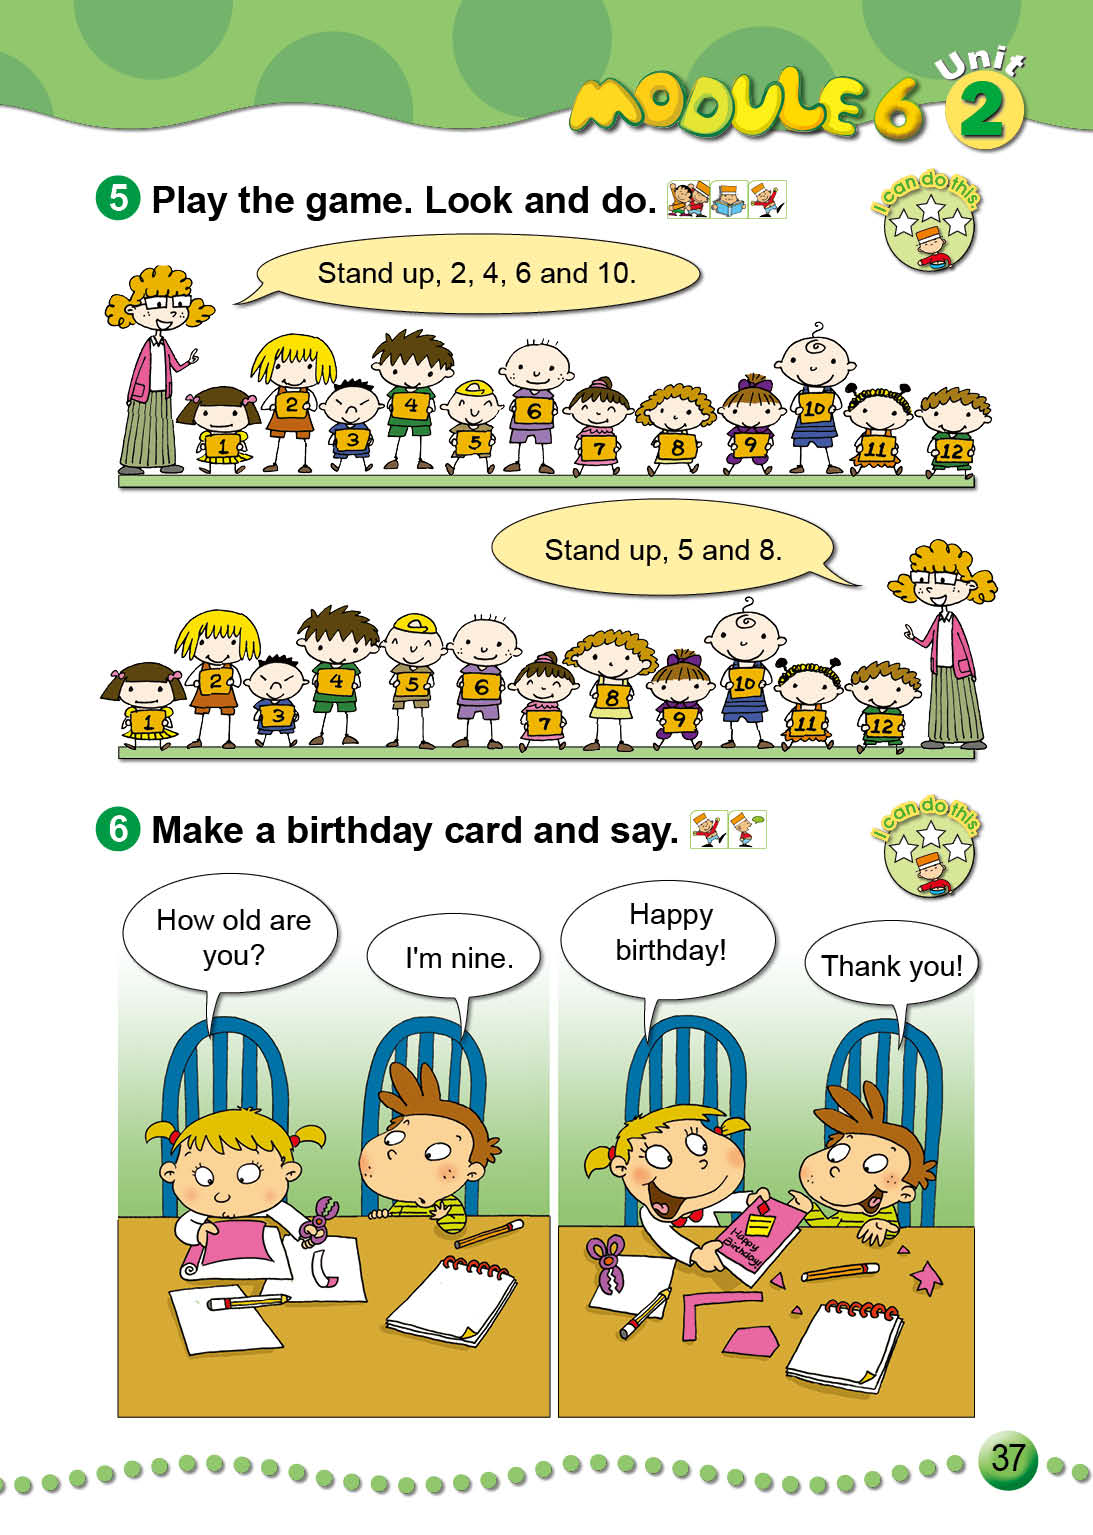 MODULE 6 Unit 2
5 Play the game. Look and do.
I can do this.
Stand up, 2, 4, 6 and 10.
1 2 3 4 5 6 7 8 9 10 11 12
Stand up, 5 and 8.
1 2 3 4 5 6 7 8 9 10 11 12
6 Make a birthday card and say.
I can do this.
How old are
you?
I'm nine.
Happy
birthday!
Thank you!
Happy
Birthday!!
37